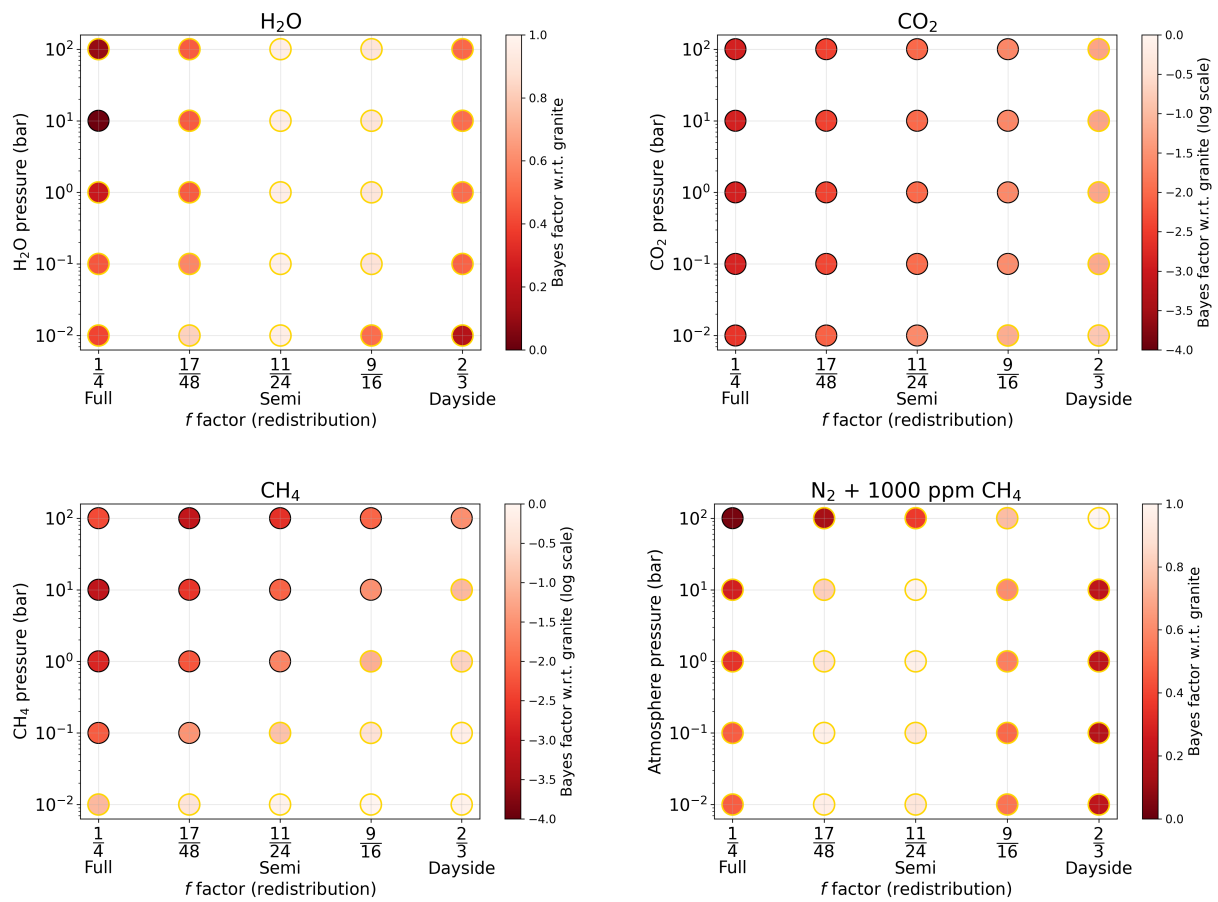 H₂O
10²
10¹
10⁰
10⁻¹
10⁻²
H₂O pressure (bar)
1/4 17/48 11/24 9/16 2/3
Full Semi Dayside
f factor (redistribution)
1.0
0.8
0.6
0.4
0.2
0.0
Bayes factor w.r.t. granite
CO₂
10²
10¹
10⁰
10⁻¹
10⁻²
CO₂ pressure (bar)
1/4 17/48 11/24 9/16 2/3
Full Semi Dayside
f factor (redistribution)
0.0
−0.5
−1.0
−1.5
−2.0
−2.5
−3.0
−3.5
−4.0
Bayes factor w.r.t. granite (log scale)
CH₄
10²
10¹
10⁰
10⁻¹
10⁻²
CH₄ pressure (bar)
1/4 17/48 11/24 9/16 2/3
Full Semi Dayside
f factor (redistribution)
0.0
−0.5
−1.0
−1.5
−2.0
−2.5
−3.0
−3.5
−4.0
Bayes factor w.r.t. granite (log scale)
N₂ + 1000 ppm CH₄
10²
10¹
10⁰
10⁻¹
10⁻²
Atmosphere pressure (bar)
1/4 17/48 11/24 9/16 2/3
Full Semi Dayside
f factor (redistribution)
1.0
0.8
0.6
0.4
0.2
0.0
Bayes factor w.r.t. granite